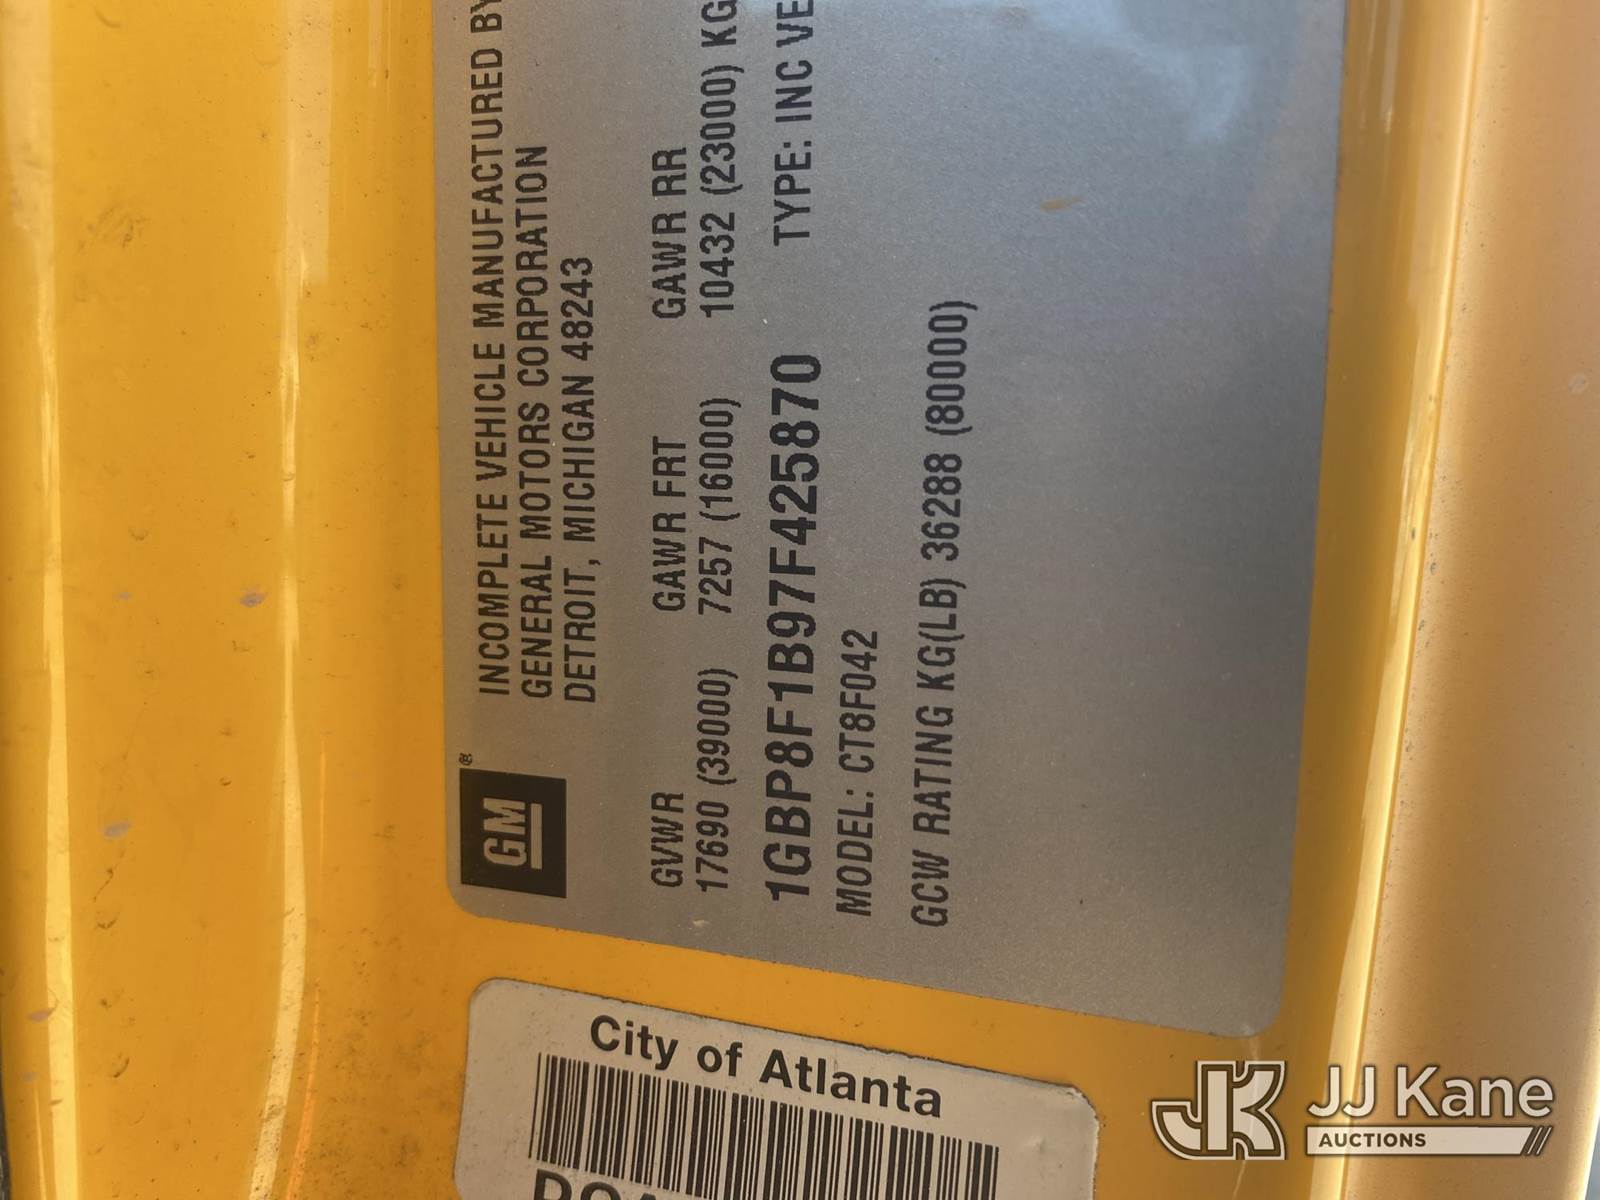 GM®
INCOMPLETE VEHICLE MANUFACTURED BY
GENERAL MOTORS CORPORATION
DETROIT, MICHIGAN 48243
GVWR GAWR FRT GAWR RR
17690 (39000) 7257 (16000) 10432 (23000) KG
1GBP8F1B97F425870 TYPE: INC VE
MODEL: CT8F042
GCW RATING KG(LB) 36288 (80000)
City of Atlanta
JK JJ Kane
AUCTIONS